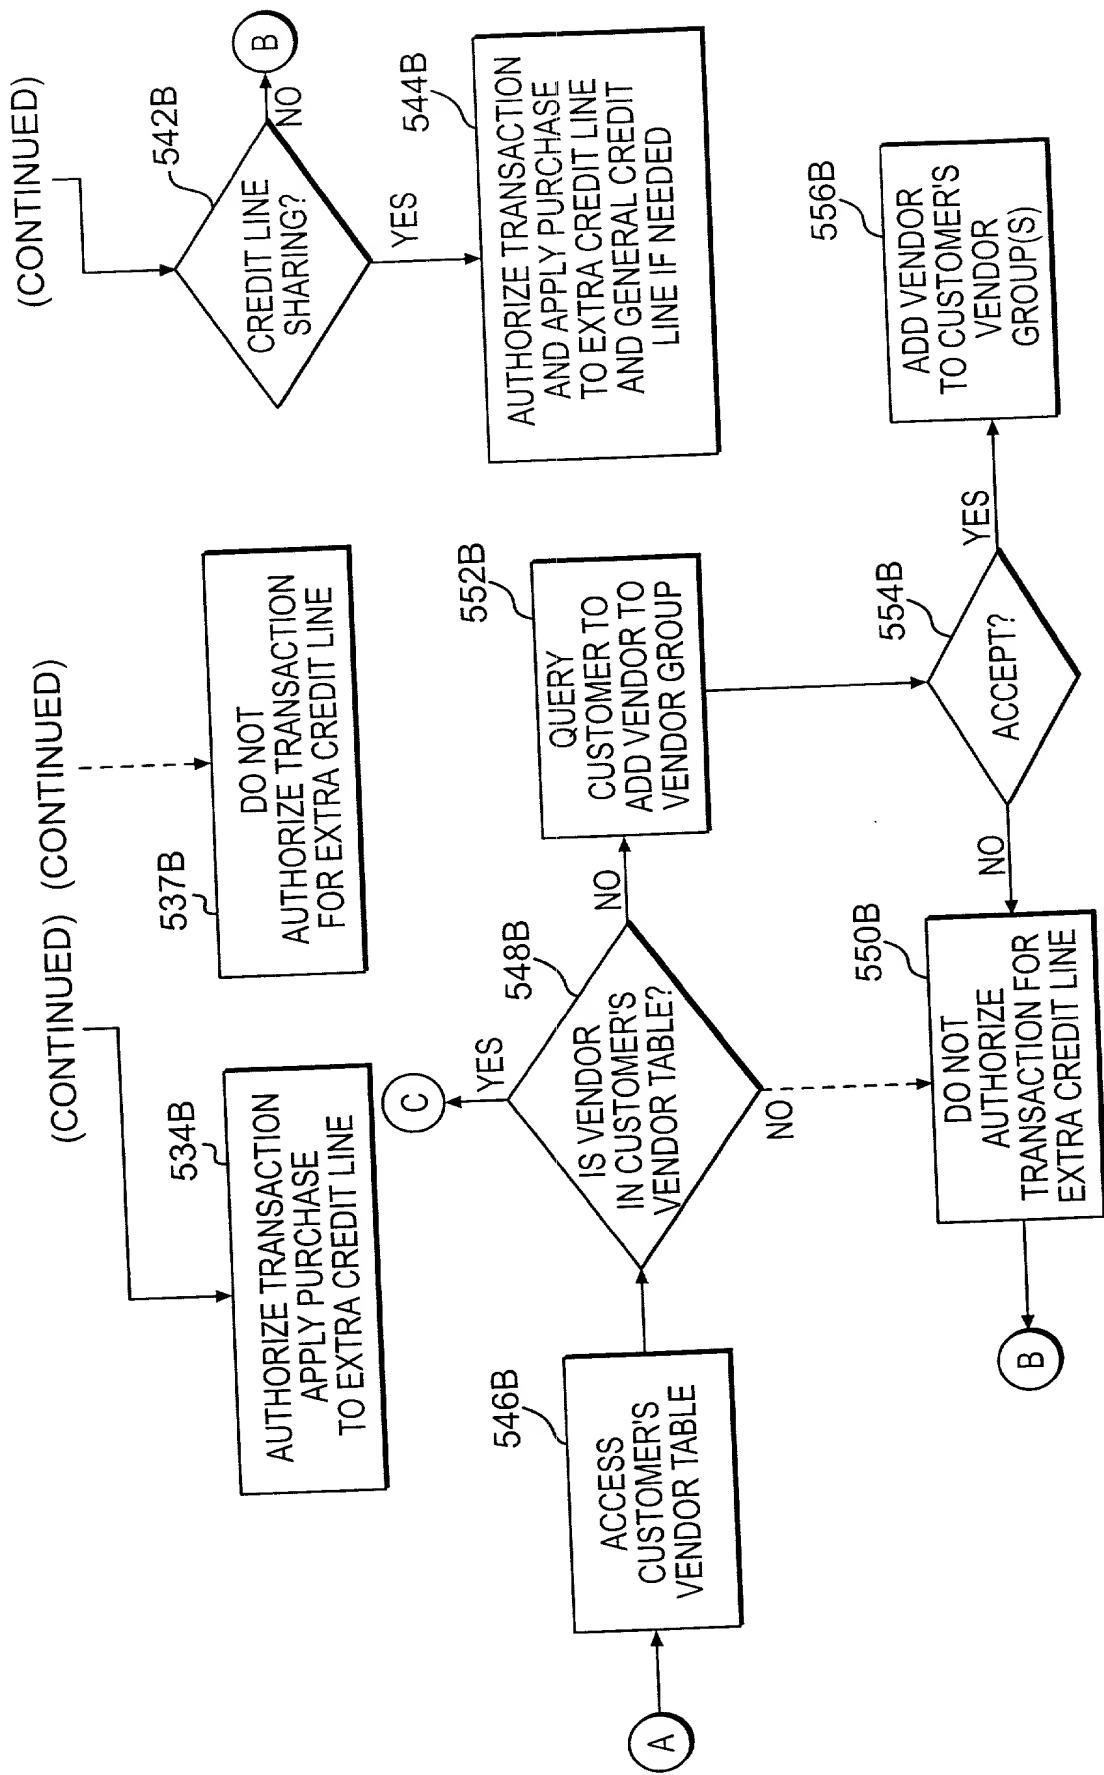 (CONTINUED)
(CONTINUED)
(CONTINUED)
534B
AUTHORIZE TRANSACTION
APPLY PURCHASE
TO EXTRA CREDIT LINE
537B
DO NOT
AUTHORIZE TRANSACTION
FOR EXTRA CREDIT LINE
542B
CREDIT LINE
SHARING?
NO
B
YES
544B
AUTHORIZE TRANSACTION
AND APPLY PURCHASE
TO EXTRA CREDIT LINE
AND GENERAL CREDIT
LINE IF NEEDED
A
546B
ACCESS
CUSTOMER'S
VENDOR TABLE
C
YES
548B
IS VENDOR
IN CUSTOMER'S
VENDOR TABLE?
NO
NO
552B
QUERY
CUSTOMER TO
ADD VENDOR TO
VENDOR GROUP
B
550B
DO NOT
AUTHORIZE
TRANSACTION FOR
EXTRA CREDIT LINE
NO
554B
ACCEPT?
YES
556B
ADD VENDOR
TO CUSTOMER'S
VENDOR
GROUP(S)